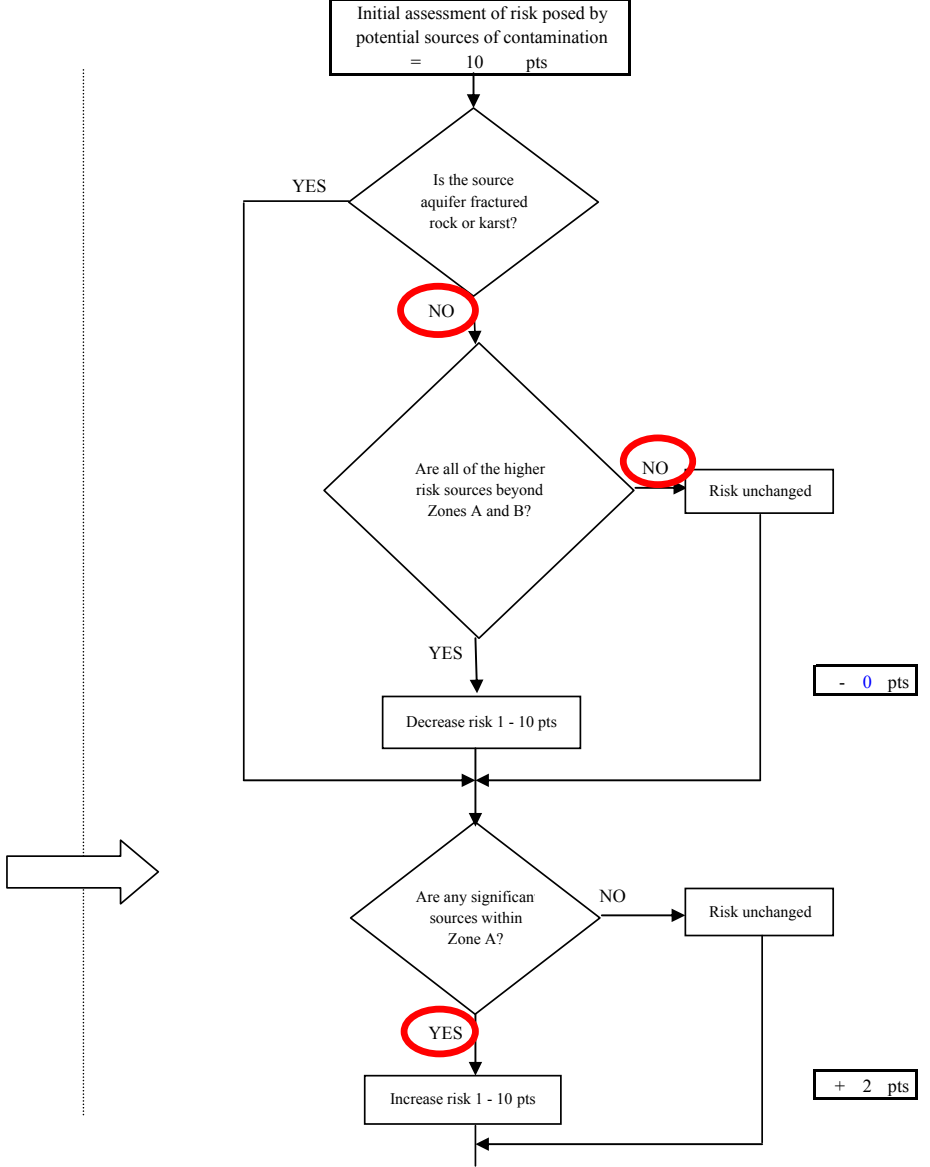 Initial assessment of risk posed by
potential sources of contamination
= 10 pts
YES
Is the source
aquifer fractured
rock or karst?
NO
Are all of the higher
risk sources beyond
Zones A and B?
NO
Risk unchanged
YES
- 0 pts
Decrease risk 1 - 10 pts
Are any significant
sources within
Zone A?
NO
Risk unchanged
YES
+ 2 pts
Increase risk 1 - 10 pts